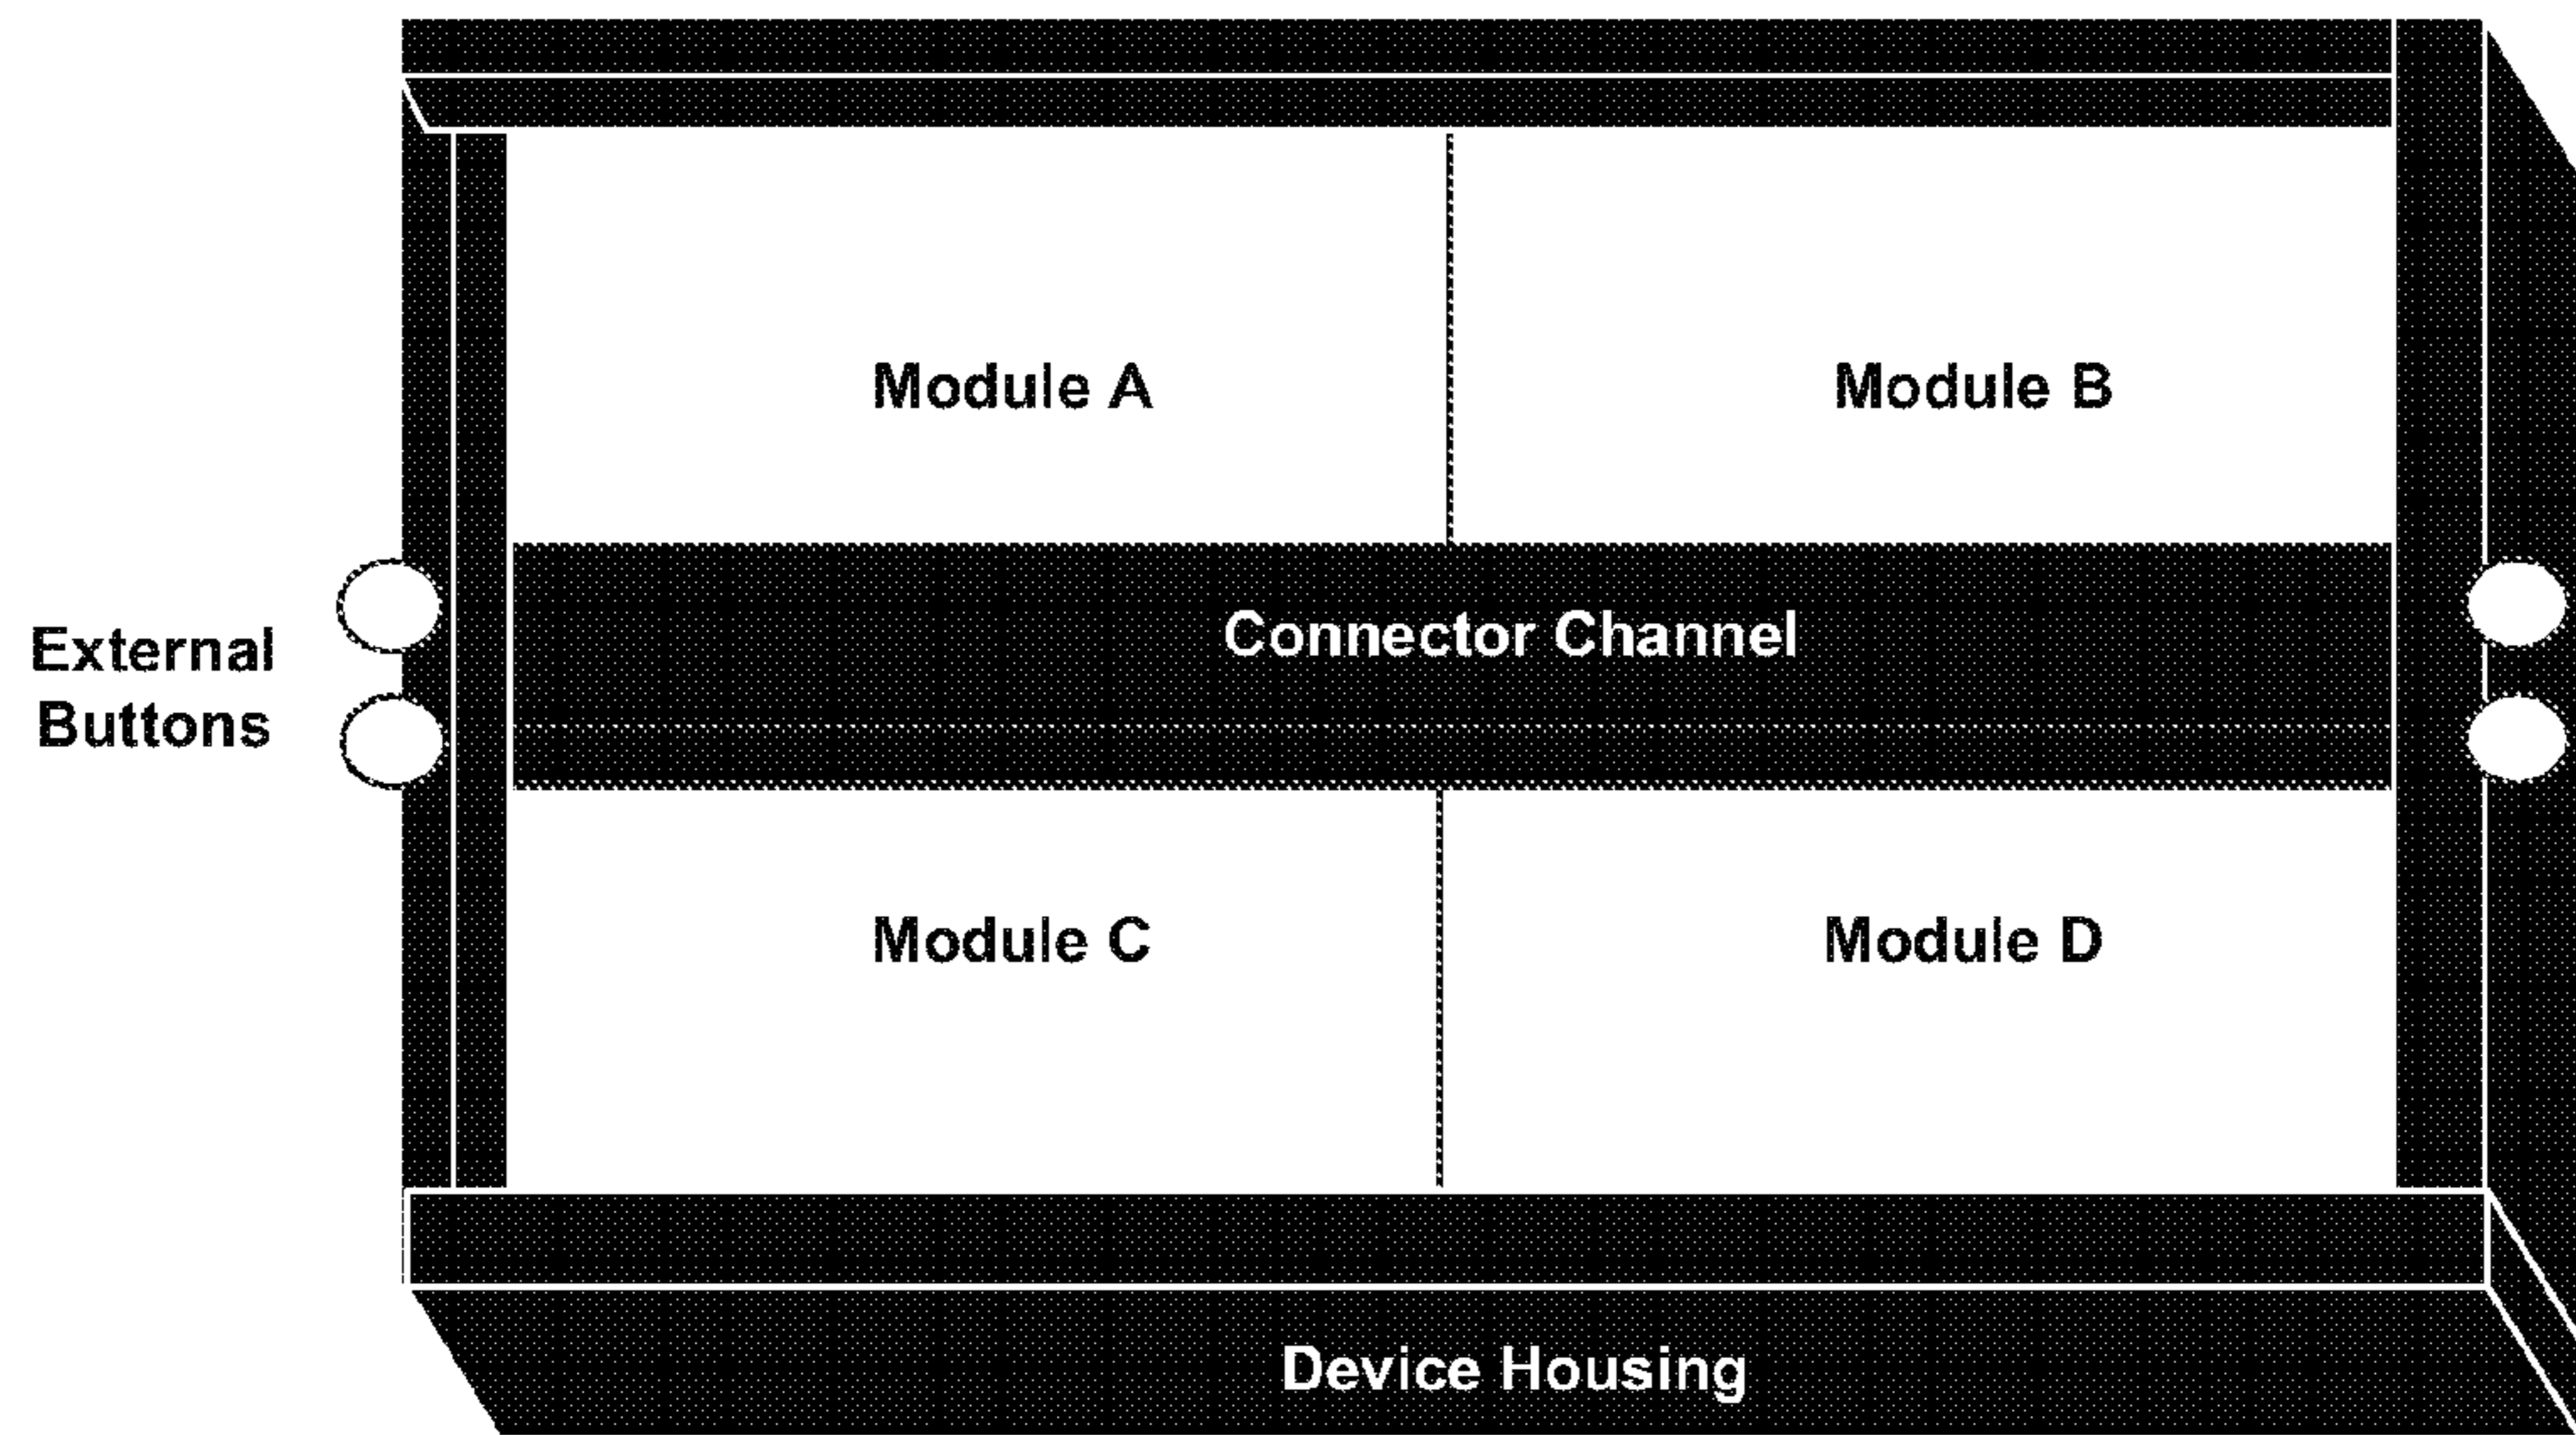 Module A
Module B
Connector Channel
External
Buttons
Module C
Module D
Device Housing